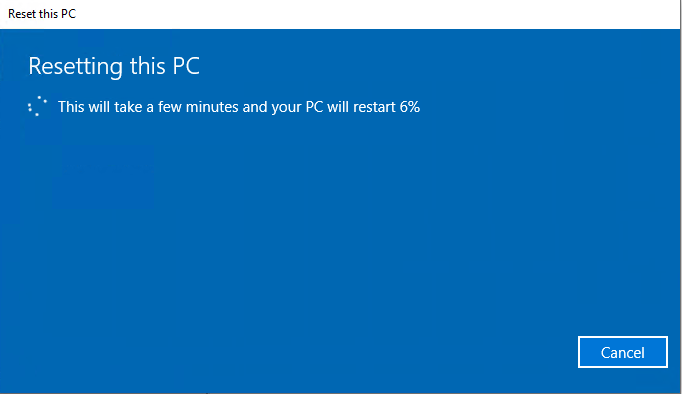 Reset this PC
Resetting this PC
This will take a few minutes and your PC will restart 6%
Cancel